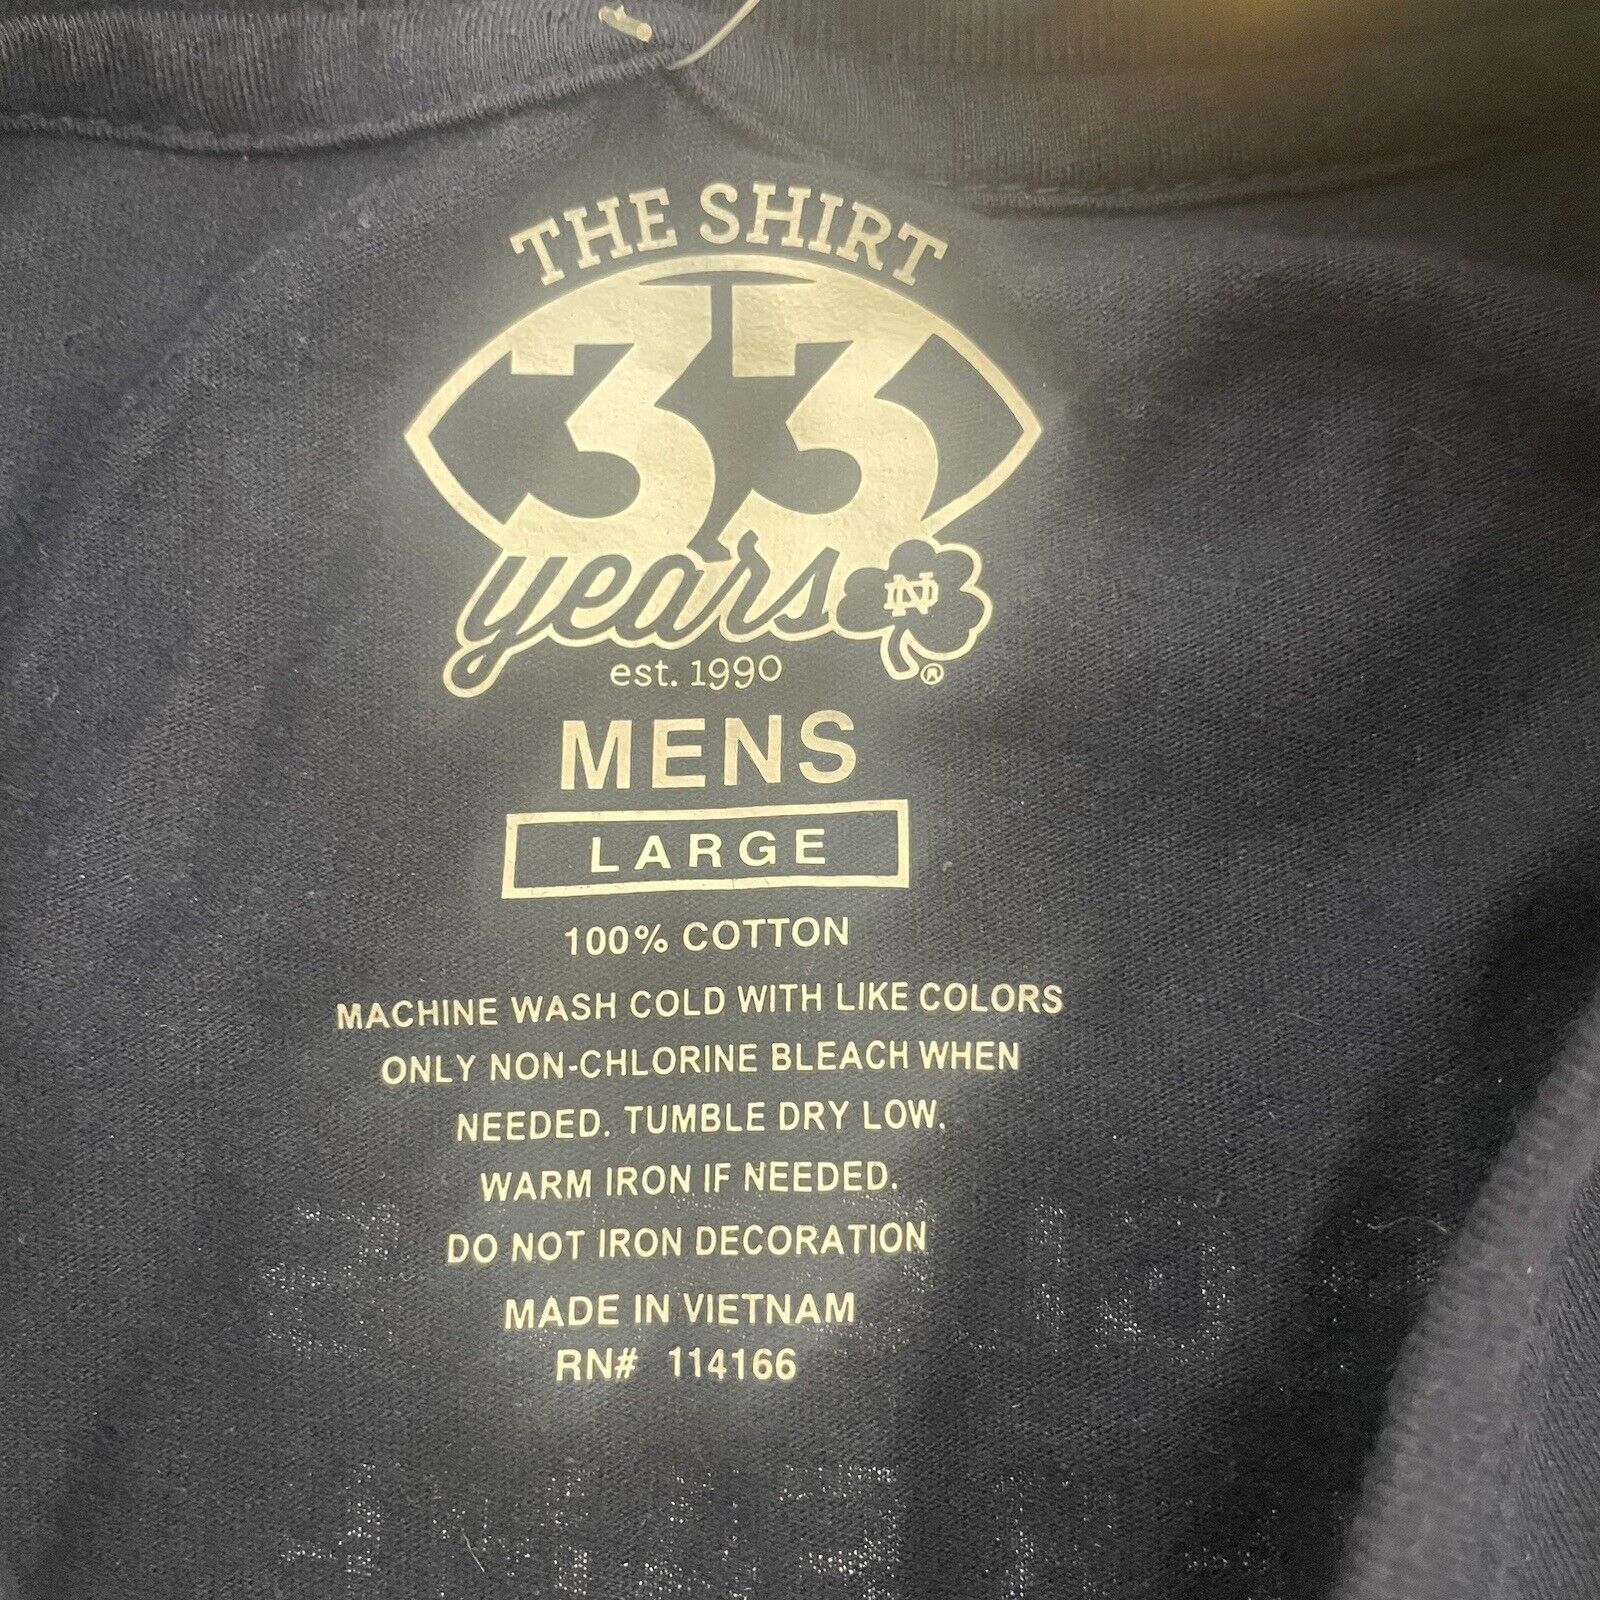 THE SHIRT
33
years
ND
®
est. 1990
MENS
LARGE
100% COTTON
MACHINE WASH COLD WITH LIKE COLORS
ONLY NON-CHLORINE BLEACH WHEN
NEEDED. TUMBLE DRY LOW.
WARM IRON IF NEEDED.
DO NOT IRON DECORATION
MADE IN VIETNAM
RN# 114166